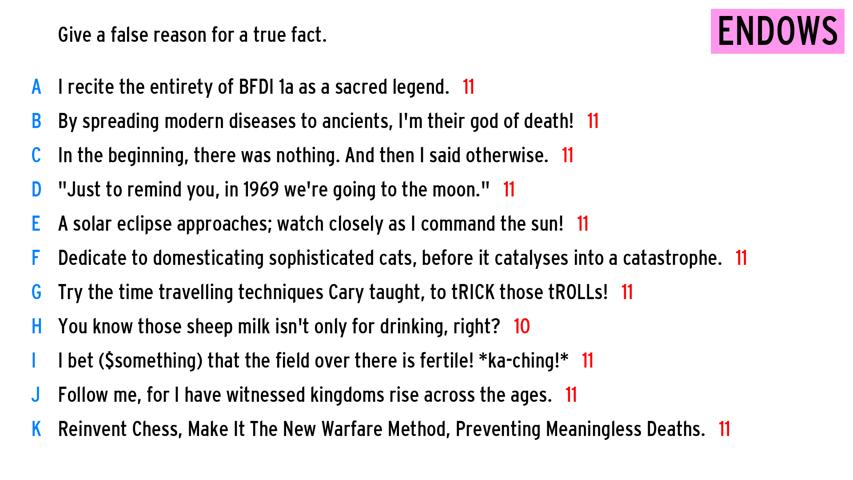 Give a false reason for a true fact.
ENDOWS
A I recite the entirety of BFDI 1a as a sacred legend. 11
B By spreading modern diseases to ancients, I'm their god of death! 11
C In the beginning, there was nothing. And then I said otherwise. 11
D "Just to remind you, in 1969 we're going to the moon." 11
E A solar eclipse approaches; watch closely as I command the sun! 11
F Dedicate to domesticating sophisticated cats, before it catalyses into a catastrophe. 11
G Try the time travelling techniques Cary taught, to tRICK those tROLLs! 11
H You know those sheep milk isn't only for drinking, right? 10
I I bet ($something) that the field over there is fertile! *ka-ching!* 11
J Follow me, for I have witnessed kingdoms rise across the ages. 11
K Reinvent Chess, Make It The New Warfare Method, Preventing Meaningless Deaths. 11